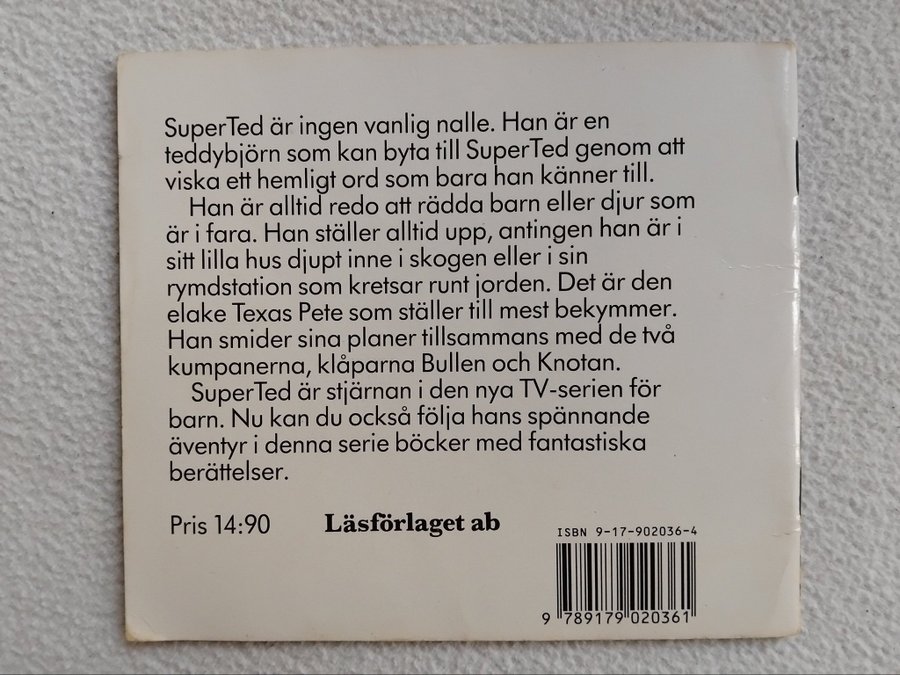 SuperTed är ingen vanlig nalle. Han är en
teddybjörn som kan byta till SuperTed genom att
viska ett hemligt ord som bara han känner till.
Han är alltid redo att rädda barn eller djur som
är i fara. Han ställer alltid upp, antingen han är i
sitt lilla hus djupt inne i skogen eller i sin
rymdstation som kretsar runt jorden. Det är den
elake Texas Pete som ställer till mest bekymmer.
Han smider sina planer tillsammans med de två
kumpanerna, klåparna Bullen och Knotan.
SuperTed är stjärnan i den nya TV-serien för
barn. Nu kan du också följa hans spännande
äventyr i denna serie böcker med fantastiska
berättelser.
Pris 14:90 Läsförlaget ab
ISBN 9-17-902036-4
9 789179 020361